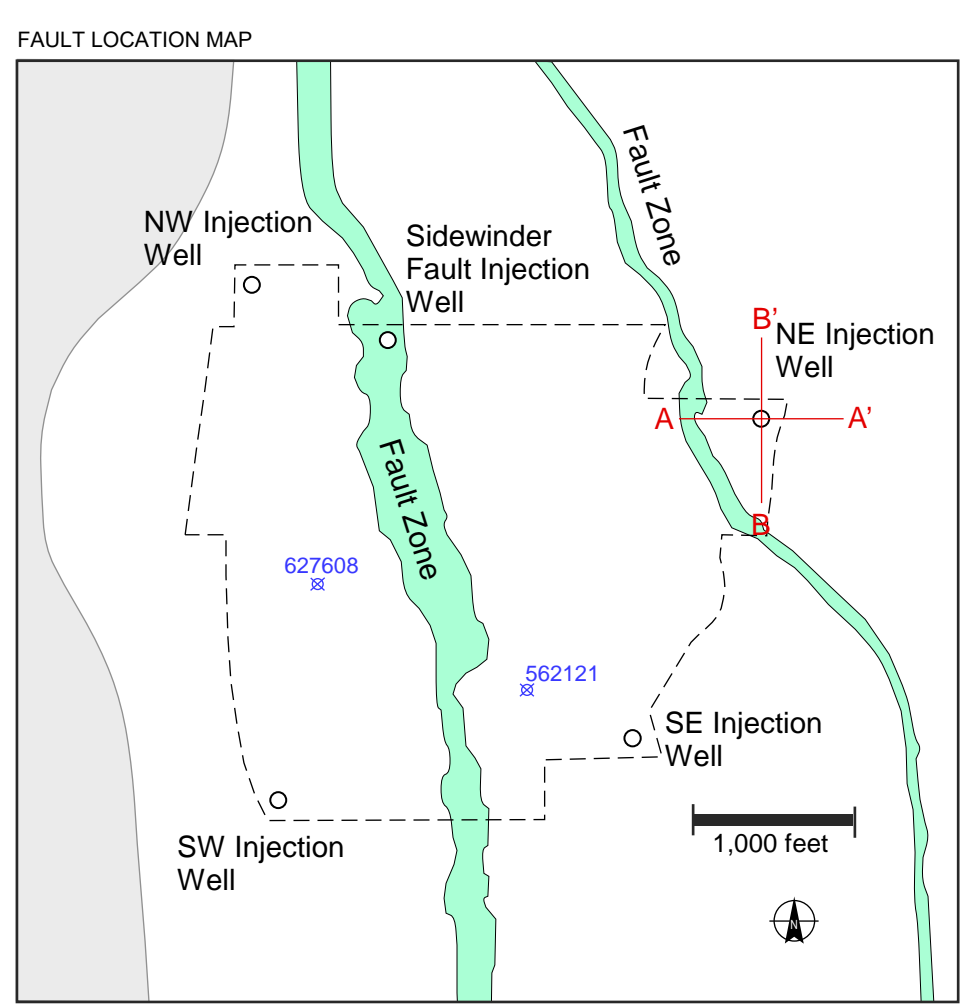 FAULT LOCATION MAP
Fault Zone
NW Injection
Well
Sidewinder
Fault Injection
Well
B’
NE Injection
Well
A
A’
Fault Zone
B
627608
562121
SE Injection
Well
1,000 feet
SW Injection
Well
N